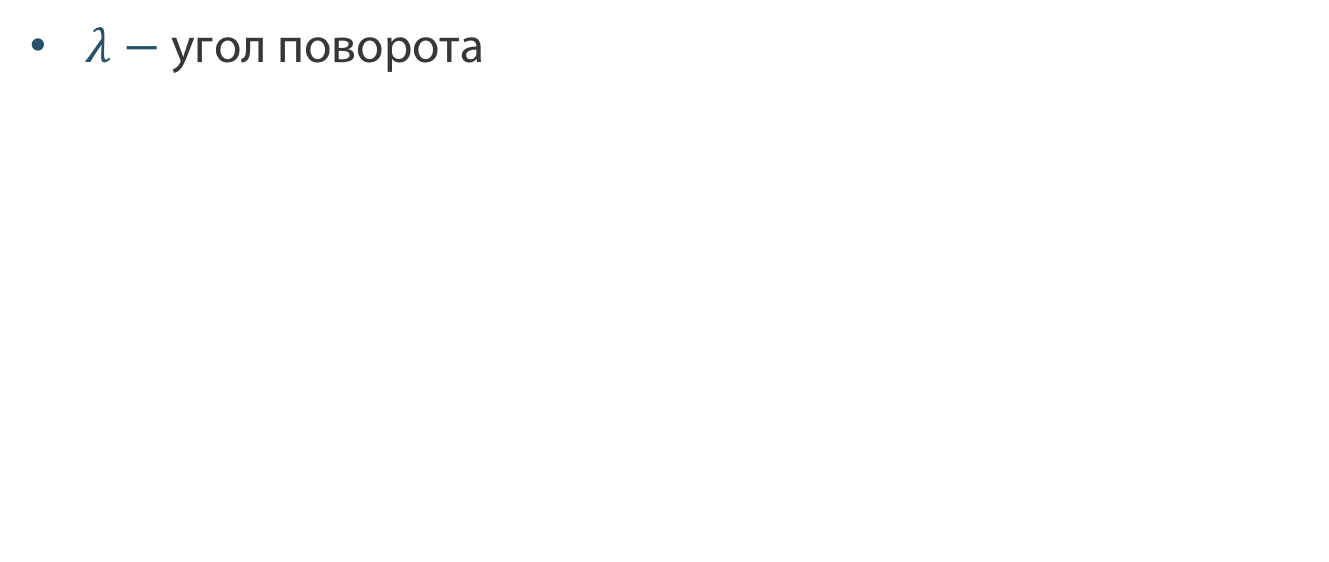 • λ — угол поворота